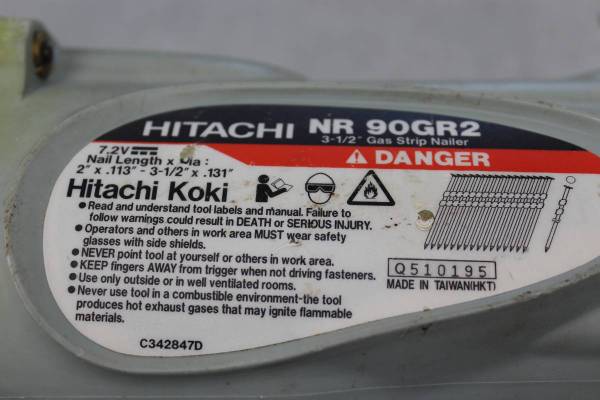 HITACHI NR 90GR2
3-1/2" Gas Strip Nailer
DANGER
7.2V
Nail Length x Dia :
2" x .113" - 3-1/2" x .131"
Hitachi Koki
● Read and understand tool labels and manual. Failure to
follow warnings could result in DEATH or SERIOUS INJURY.
● Operators and others in work area MUST wear safety
glasses with side shields.
● NEVER point tool at yourself or others in work area.
● KEEP fingers AWAY from trigger when not driving fasteners.
● Use only outside or in well ventilated rooms.
● Never use tool in a combustible environment-the tool
produces hot exhaust gases that may ignite flammable
materials.
Q510195
MADE IN TAIWAN(HKT)
C342847D